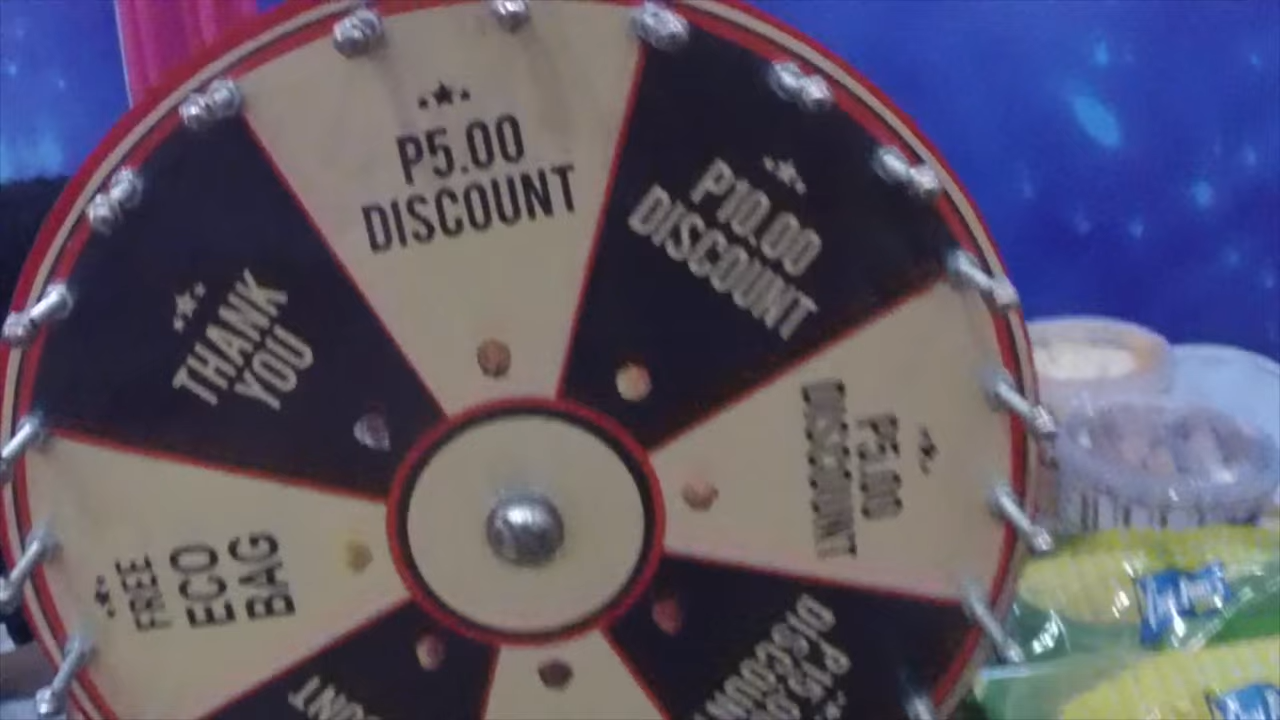 P5.00
DISCOUNT
P10.00
DISCOUNT
P5.00
DISCOUNT
THANK
YOU
FREE
ECO
BAG